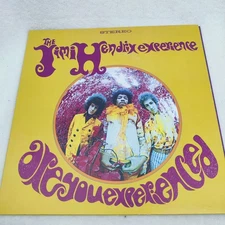 STEREO
THE
Jimi Hendrix experience
are you experienced